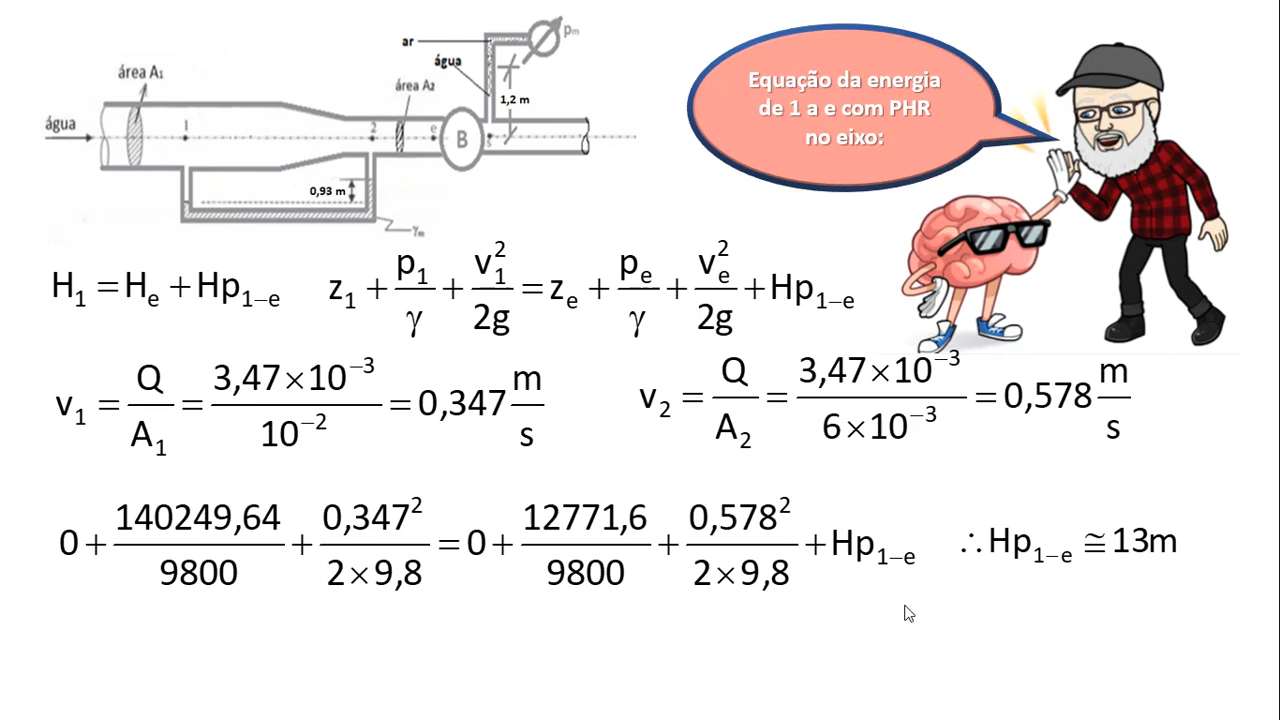 ar
pm
água
área A₁
área A₂
1,2 m
água
1
2
e
B
s
0,93 m
γm
Equação da energia
de 1 a e com PHR
no eixo:
H₁ = Hₑ + Hp₁₋ₑ
z₁ + p₁/γ + v₁²/2g = zₑ + pₑ/γ + vₑ²/2g + Hp₁₋ₑ
v₁ = Q/A₁ = 3,47×10⁻³/10⁻² = 0,347 m/s
v₂ = Q/A₂ = 3,47×10⁻³/6×10⁻³ = 0,578 m/s
0 + 140249,64/9800 + 0,347²/2×9,8 = 0 + 12771,6/9800 + 0,578²/2×9,8 + Hp₁₋ₑ ∴ Hp₁₋ₑ ≅ 13m